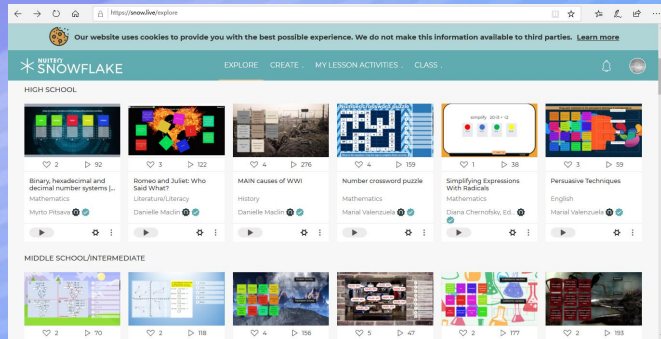 https://snow.live/explore
Our website uses cookies to provide you with the best possible experience. We do not make this information available to third parties. Learn more
NUITEQ
SNOWFLAKE
EXPLORE CREATE MY LESSON ACTIVITIES CLASS
HIGH SCHOOL
2 92
3 122
4 276
Number crossword puzzle
4 159
simplify
1 38
3 59
Binary, hexadecimal and decimal number systems |...
Mathematics
Myrto Pitsava
Romeo and Juliet: Who Said What?
Literature/Literacy
Danielle Maclin
MAIN causes of WWI
History
Danielle Maclin
Number crossword puzzle
Mathematics
Marial Valenzuela
Simplifying Expressions With Radicals
Mathematics
Diana Chernofsky, Ed..
Persuasive Techniques
English
Marial Valenzuela
MIDDLE SCHOOL/INTERMEDIATE
2 70
2 118
4 156
5 47
2 177
2 193